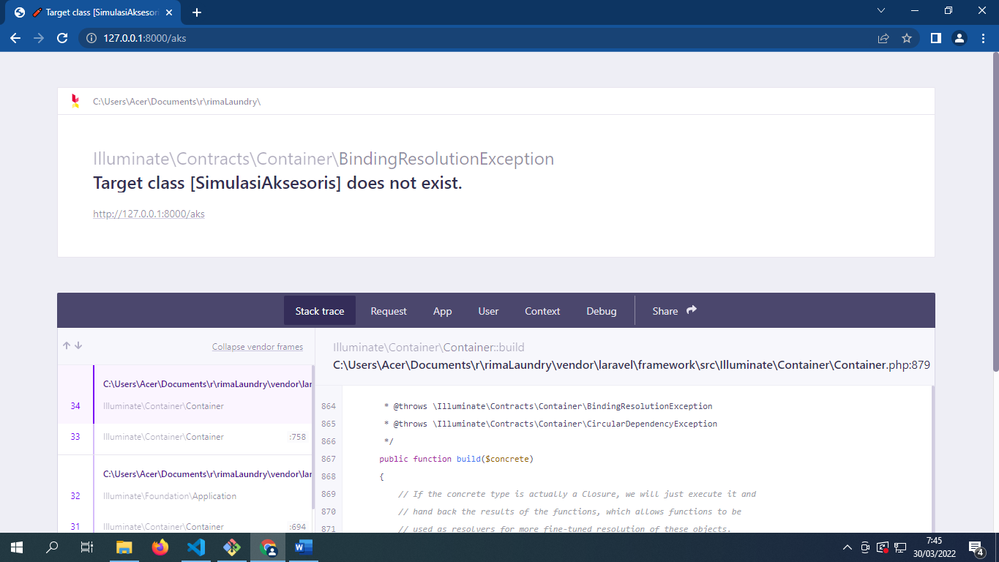 Target class [SimulasiAksesori
127.0.0.1:8000/aks
C:\Users\Acer\Documents\r\rimaLaundry\
Illuminate\Contracts\Container\BindingResolutionException
Target class [SimulasiAksesoris] does not exist.
http://127.0.0.1:8000/aks
Stack trace
Request
App
User
Context
Debug
Share
Collapse vendor frames
Illuminate\Container\Container::build
C:\Users\Acer\Documents\r\rimaLaundry\vendor\laravel\framework\src\Illuminate\Container\Container.php:879
C:\Users\Acer\Documents\r\rimaLaundry\vendor\lar
34 Illuminate\Container\Container
33 Illuminate\Container\Container :758
C:\Users\Acer\Documents\r\rimaLaundry\vendor\lar
32 Illuminate\Foundation\Application
31 Illuminate\Container\Container :694
864 * @throws \Illuminate\Contracts\Container\BindingResolutionException
865 * @throws \Illuminate\Contracts\Container\CircularDependencyException
866 */
867 public function build($concrete)
868 {
869 // If the concrete type is actually a Closure, we will just execute it and
870 // hand back the results of the functions, which allows functions to be
871 // used as resolvers for more fine-tuned resolution of these objects.
7:45
30/03/2022
4